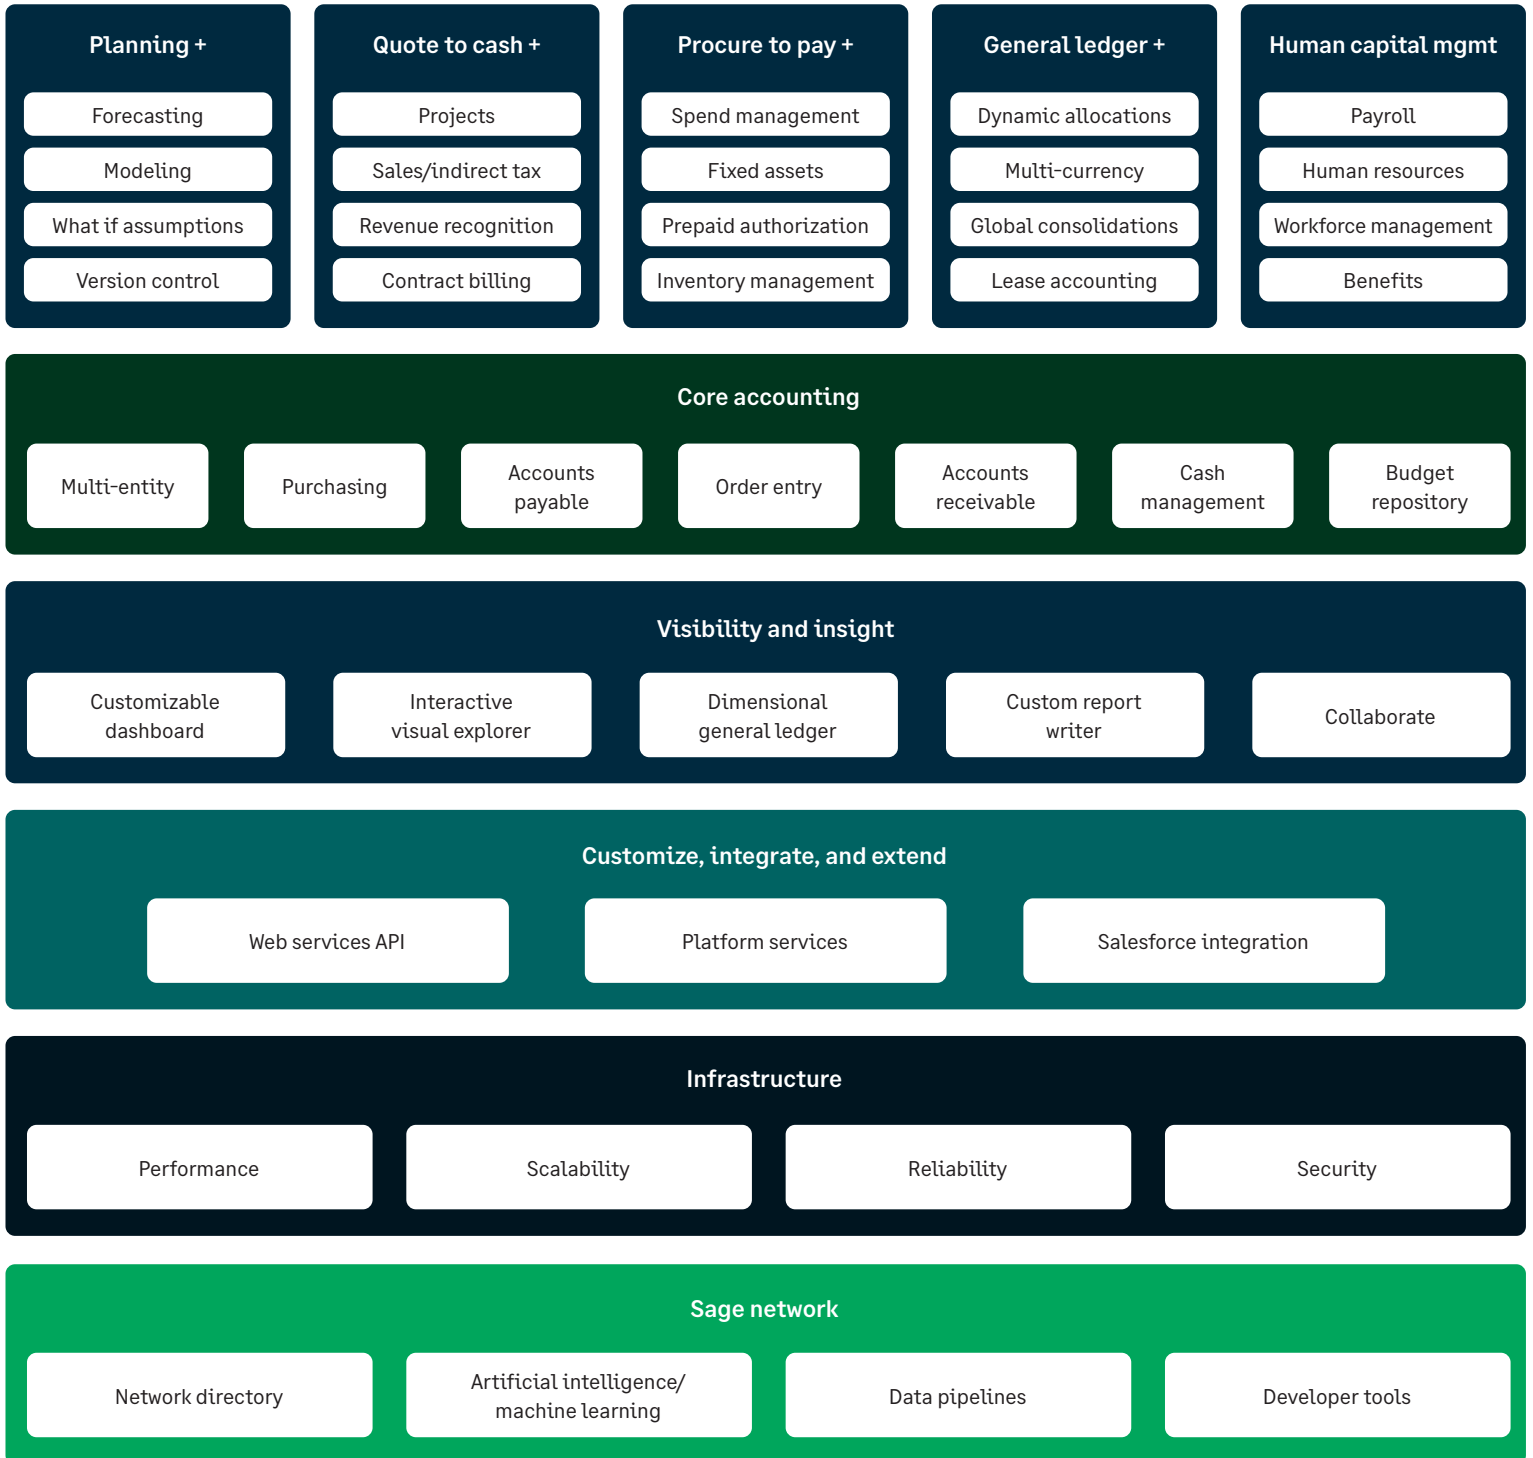 Planning +
Forecasting
Modeling
What if assumptions
Version control
Quote to cash +
Projects
Sales/indirect tax
Revenue recognition
Contract billing
Procure to pay +
Spend management
Fixed assets
Prepaid authorization
Inventory management
General ledger +
Dynamic allocations
Multi-currency
Global consolidations
Lease accounting
Human capital mgmt
Payroll
Human resources
Workforce management
Benefits
Core accounting
Multi-entity
Purchasing
Accounts
payable
Order entry
Accounts
receivable
Cash
management
Budget
repository
Visibility and insight
Customizable
dashboard
Interactive
visual explorer
Dimensional
general ledger
Custom report
writer
Collaborate
Customize, integrate, and extend
Web services API
Platform services
Salesforce integration
Infrastructure
Performance
Scalability
Reliability
Security
Sage network
Network directory
Artificial intelligence/
machine learning
Data pipelines
Developer tools